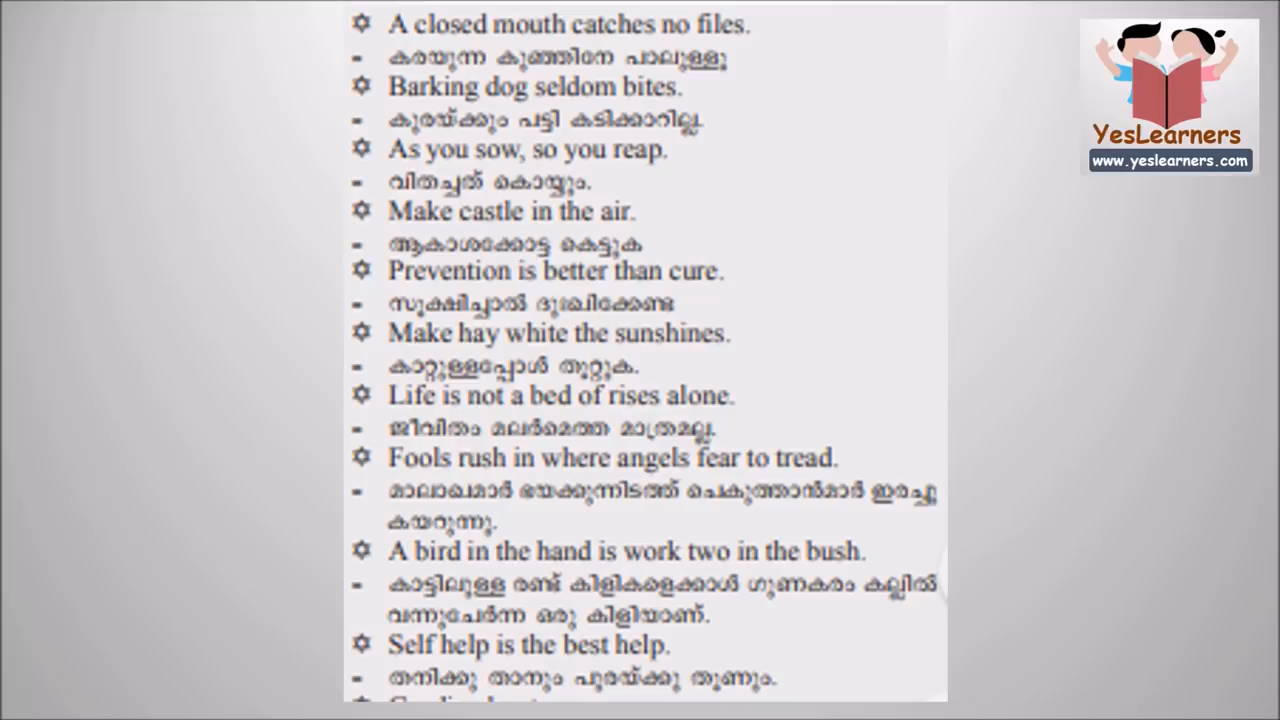 ✡ A closed mouth catches no files.
- കരയുന്ന കുഞ്ഞിനേ പാലുള്ളൂ
✡ Barking dog seldom bites.
- കുരയ്ക്കും പട്ടി കടിക്കാറില്ല.
✡ As you sow, so you reap.
- വിതച്ചത് കൊയ്യും.
✡ Make castle in the air.
- ആകാശക്കോട്ട കെട്ടുക
✡ Prevention is better than cure.
- സൂക്ഷിച്ചാൽ ദുഃഖിക്കേണ്ട
✡ Make hay white the sunshines.
- കാറ്റുള്ളപ്പോൾ തൂറ്റുക.
✡ Life is not a bed of rises alone.
- ജീവിതം മലർമെത്ത മാത്രമല്ല.
✡ Fools rush in where angels fear to tread.
- മാലാഖമാർ ഭയക്കുന്നിടത്ത് ചെകുത്താൻമാർ ഇരച്ചു
കയറുന്നു.
✡ A bird in the hand is work two in the bush.
- കാട്ടിലുള്ള രണ്ട് കിളികളെക്കാൾ ഗുണകരം കല്ലിൽ
വന്നുചേർന്ന ഒരു കിളിയാണ്.
✡ Self help is the best help.
- തനിക്കു താനും പുരയ്ക്കു തൂണും.
YesLearners
www.yeslearners.com